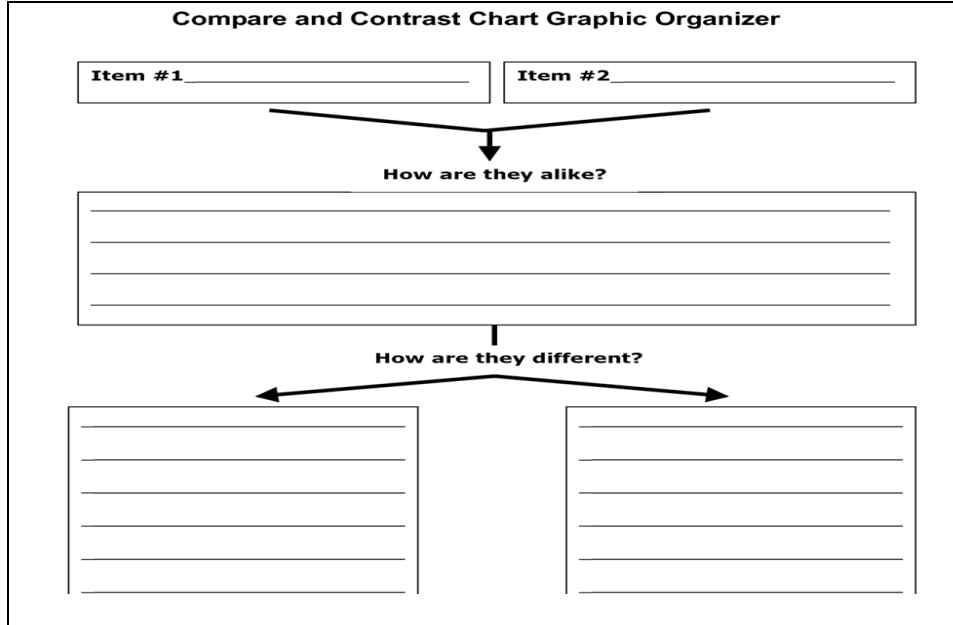 Compare and Contrast Chart Graphic Organizer
Item #1
Item #2
How are they alike?
How are they different?